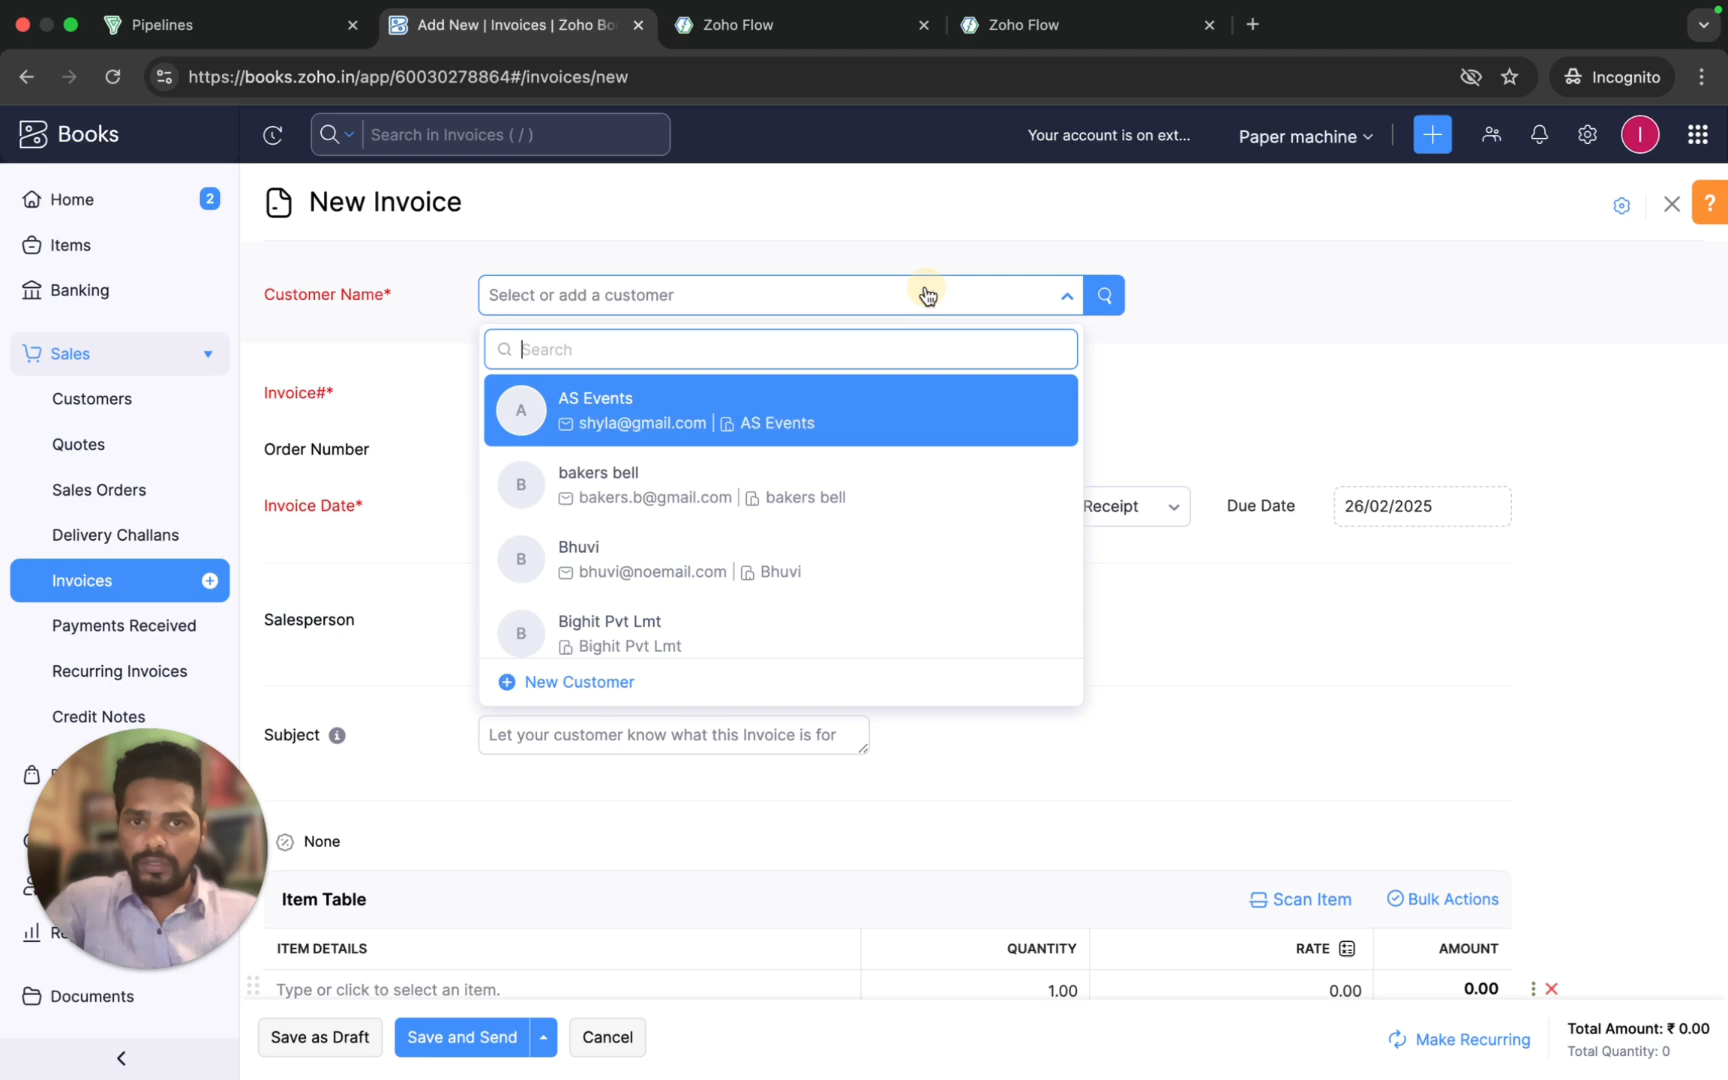 Pipelines
Add New | Invoices | Zoho Bo
Zoho Flow
Zoho Flow
https://books.zoho.in/app/60030278864#/invoices/new
Incognito
Books
Search in Invoices ( / )
Your account is on ext...
Paper machine
I
Home
2
Items
Banking
Sales
Customers
Quotes
Sales Orders
Delivery Challans
Invoices
Payments Received
Recurring Invoices
Credit Notes
Documents
New Invoice
?
Customer Name*
Select or add a customer
Search
A
AS Events
shyla@gmail.com | AS Events
B
bakers bell
bakers.b@gmail.com | bakers bell
B
Bhuvi
bhuvi@noemail.com | Bhuvi
B
Bighit Pvt Lmt
Bighit Pvt Lmt
New Customer
Invoice#*
Order Number
Invoice Date*
Receipt
Due Date
26/02/2025
Salesperson
Subject
Let your customer know what this Invoice is for
None
Item Table
Scan Item
Bulk Actions
ITEM DETAILS
QUANTITY
RATE
AMOUNT
Type or click to select an item.
1.00
0.00
0.00
Save as Draft
Save and Send
Cancel
Make Recurring
Total Amount: ₹ 0.00
Total Quantity: 0